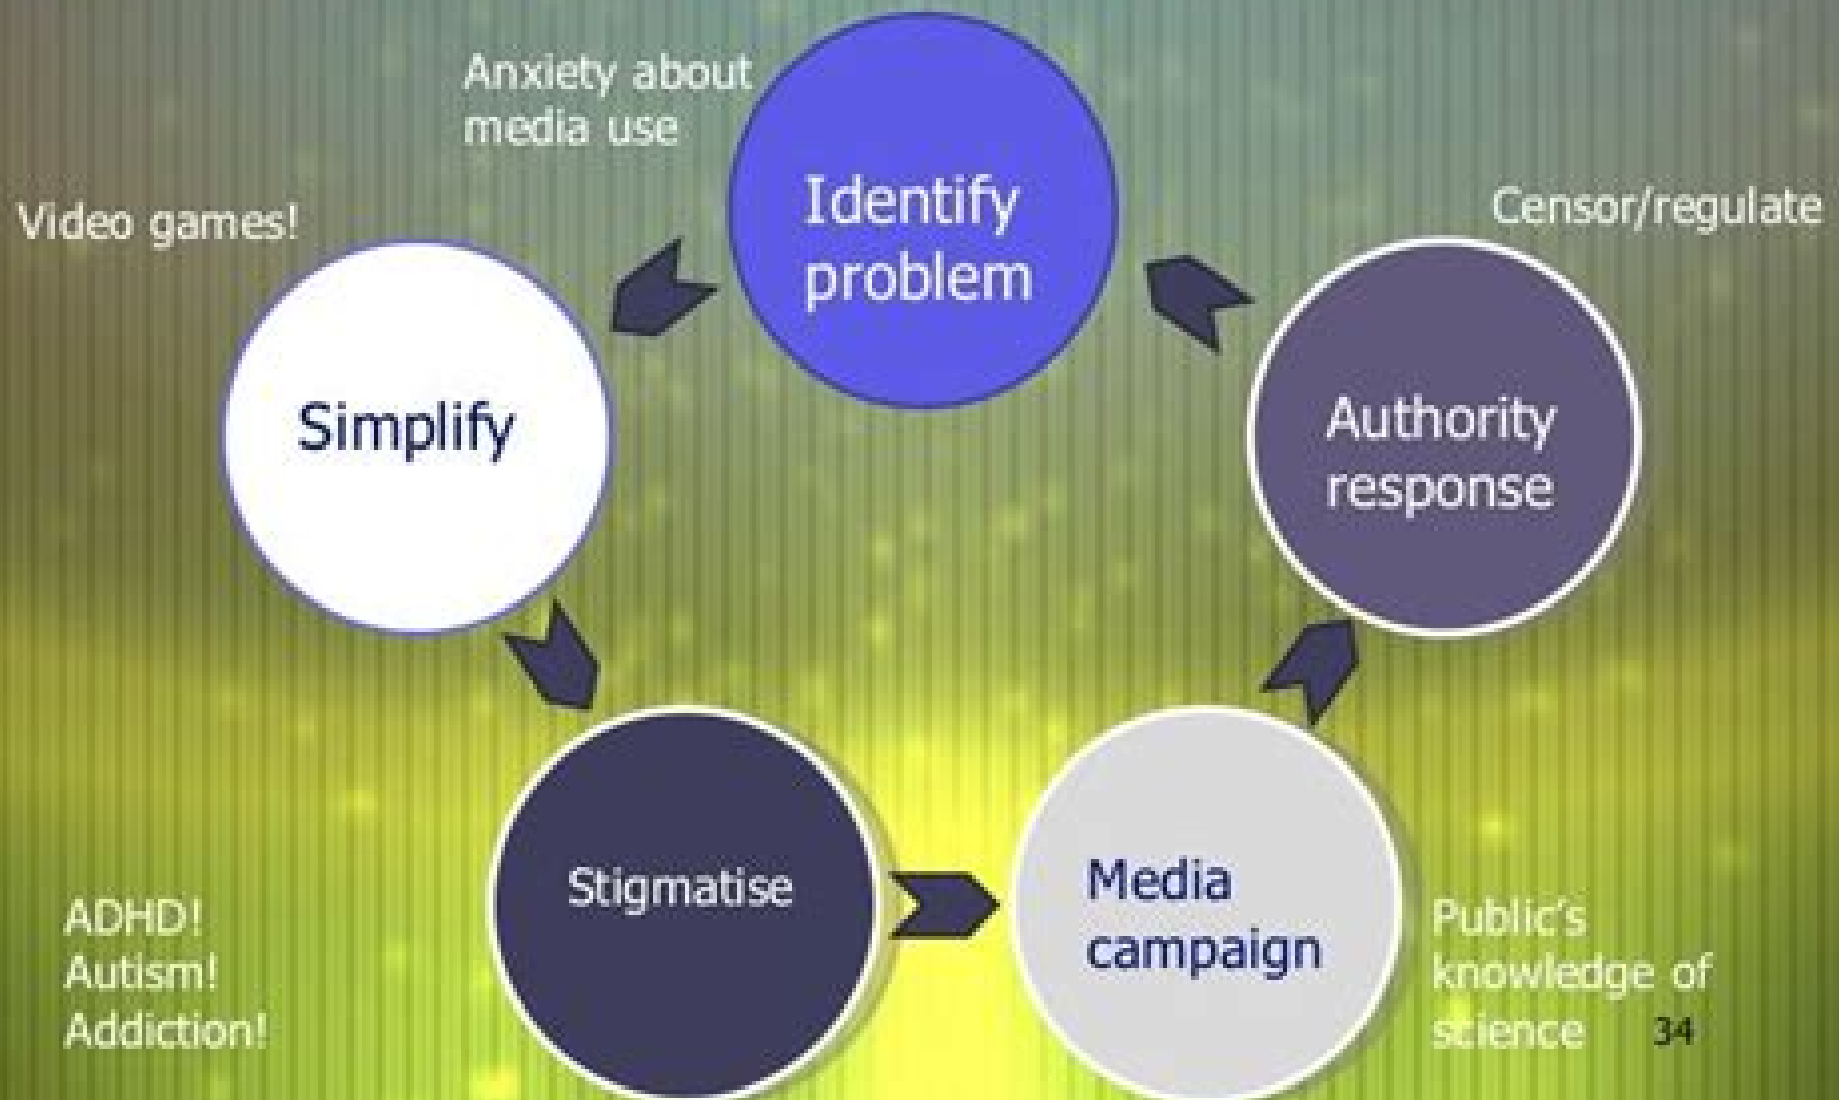 Anxiety about
media use
Identify
problem
Video games!
Simplify
ADHD!
Autism!
Addiction!
Stigmatise
Media
campaign
Public's
knowledge of
science
Censor/regulate
Authority
response
34